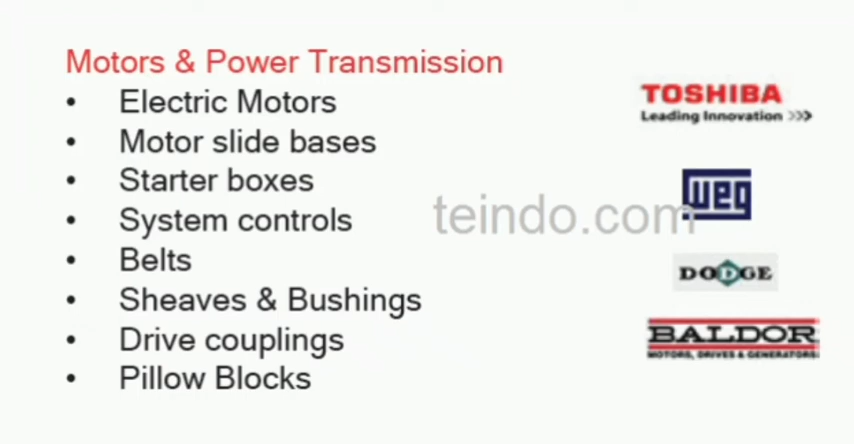 Motors & Power Transmission
• Electric Motors
• Motor slide bases
• Starter boxes
• System controls
• Belts
• Sheaves & Bushings
• Drive couplings
• Pillow Blocks
TOSHIBA
Leading Innovation >>>
WEG
teindo.com
DODGE
BALDOR
MOTORS, DRIVES & GENERATORS